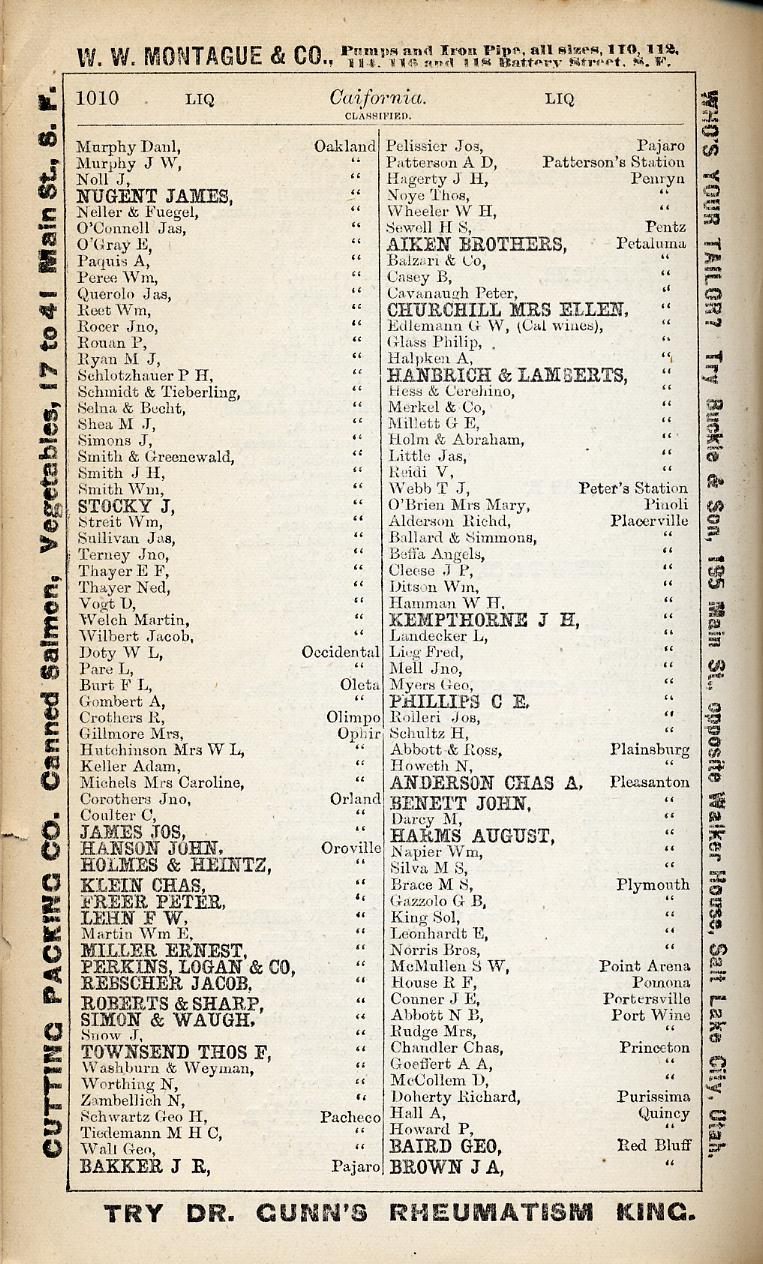 W. W. MONTAGUE & CO., Pumps and Iron Pipe, all sizes, 110, 112,
114, 116 and 118 Battery Street, S. F.
1010 LIQ Caifornia. LIQ
CLASSIFIED.
Murphy Danl, Oakland
Murphy J W, “
Noll J, “
NUGENT JAMES, “
Neller & Fuegel, “
O'Connell Jas, “
O'Gray E, “
Paquis A, “
Peree Wm, “
Querolo Jas, “
Reet Wm, “
Rocer Jno, “
Rouan P, “
Ryan M J, “
Schlotzhauer P H, “
Schmidt & Tieberling, “
Selna & Becht, “
Shea M J, “
Simons J, “
Smith & Greenewald, “
Smith J H, “
Smith Wm, “
STOCKY J, “
Streit Wm, “
Sullivan Jas, “
Terney Jno, “
Thayer E F, “
Thayer Ned, “
Vogt D, “
Welch Martin, “
Wilbert Jacob, “
Doty W L, Occidental
Pare L, “
Burt F L, Oleta
Gombert A, “
Crothers R, Olimpo
Gillmore Mrs, Ophir
Hutchinson Mrs W L, “
Keller Adam, “
Michels Mrs Caroline, “
Corothers Jno, Orland
Coulter C, “
JAMES JOS, “
HANSON JOHN, Oroville
HOLMES & HEINTZ, “
KLEIN CHAS, “
FREER PETER, “
LEHN F W, “
Martin Wm E, “
MILLER ERNEST, “
PERKINS, LOGAN & CO, “
REBSCHER JACOB, “
ROBERTS & SHARP, “
SIMON & WAUGH, “
Snow J, “
TOWNSEND THOS F, “
Washburn & Weyman, “
Worthing N, “
Zambellich N, “
Schwartz Geo H, Pacheco
Tiedemann M H C, “
Wall Geo, “
BAKKER J R, Pajaro
Pelissier Jos, Pajaro
Patterson A D, Patterson's Station
Hagerty J H, Penryn
Noye Thos, “
Wheeler W H, “
Sewell H S, Pentz
AIKEN BROTHERS, Petaluma
Balzari & Co, “
Casey B, “
Cavanaugh Peter, “
CHURCHILL MRS ELLEN, “
Edlemann G W, (Cal wines), “
Glass Philip, “
Halpken A, “
HANBRICH & LAMBERTS, “
Hess & Cerehino, “
Merkel & Co, “
Millett G E, “
Holm & Abraham, “
Little Jas, “
Reidi V, “
Webb T J, Peter's Station
O'Brien Mrs Mary, Pinoli
Alderson Richd, Placerville
Ballard & Simmons, “
Beffa Angels, “
Cleese J P, “
Ditson Wm, “
Hamman W H, “
KEMPTHORNE J H, “
Landecker L, “
Lieg Fred, “
Mell Jno, “
Myers Geo, “
PHILLIPS C E, “
Rolleri Jos, “
Schultz H, “
Abbott & Ross, Plainsburg
Howeth N, “
ANDERSON CHAS A, Pleasanton
BENETT JOHN, “
Darcy M, “
HARMS AUGUST, “
Napier Wm, “
Silva M S, “
Brace M S, Plymouth
Gazzolo G B, “
King Sol, “
Leonhardt E, “
Norris Bros, “
McMullen S W, Point Arena
House R F, Pomona
Conner J E, Portersville
Abbott N B, Port Wine
Rudge Mrs, “
Chandler Chas, Princeton
Goeffert A A, “
McCollem D, “
Doherty Richard, Purissima
Hall A, Quincy
Howard P, “
BAIRD GEO, Red Bluff
BROWN J A, “
CUTTING PACKING CO. Canned Salmon, Vegetables, 17 to 41 Main St., S. F.
WHO'S YOUR TAILOR? Try Buckle & Son, 135 Main St., opposite Walker House, Salt Lake City, Utah.
TRY DR. GUNN'S RHEUMATISM KING.